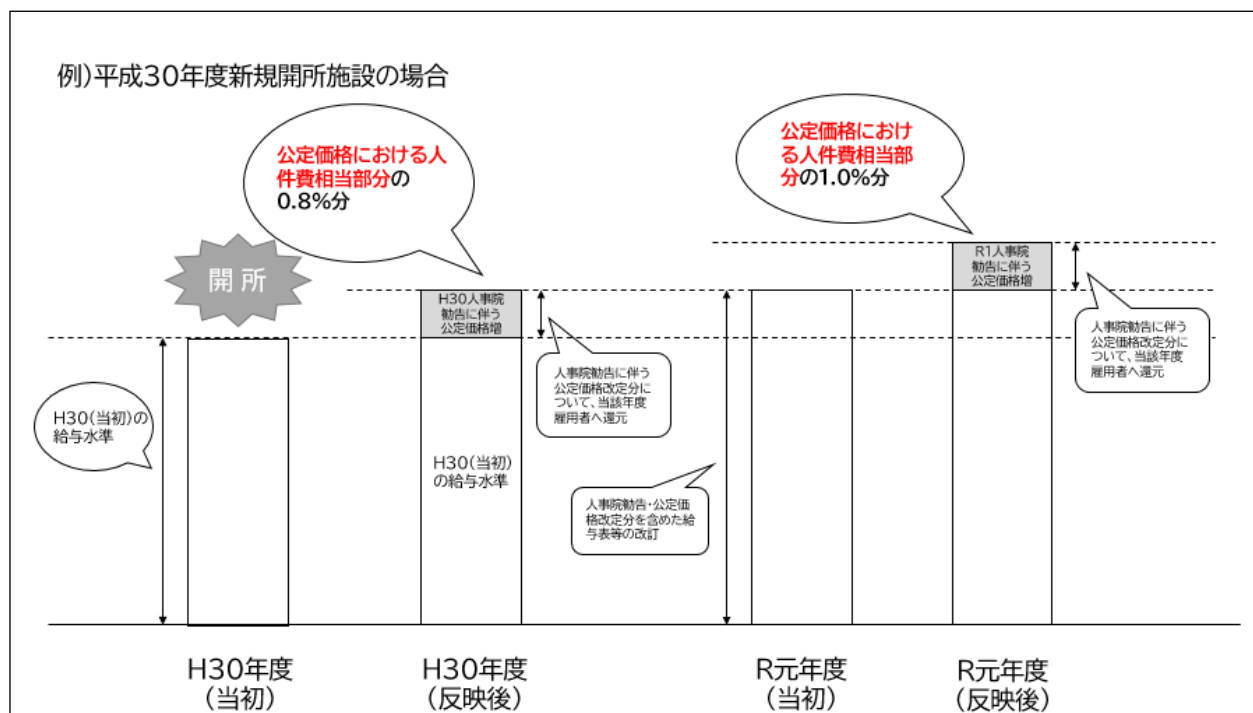 例)平成30年度新規開所施設の場合
公定価格における人
件費相当部分の
0.8%分
公定価格におけ
る人件費相当部
分の1.0%分
開所
H30人事院
勧告に伴う
公定価格増
R1人事院
勧告に伴う
公定価格増
人事院勧告に伴う
公定価格改定分に
ついて、当該年度
雇用者へ還元
人事院勧告に伴う
公定価格改定分に
ついて、当該年度
雇用者へ還元
H30(当初)の
給与水準
H30(当初)
の給与水準
人事院勧告・公定価
格改定分を含めた給
与表等の改訂
H30年度
(当初)
H30年度
(反映後)
R元年度
(当初)
R元年度
(反映後)